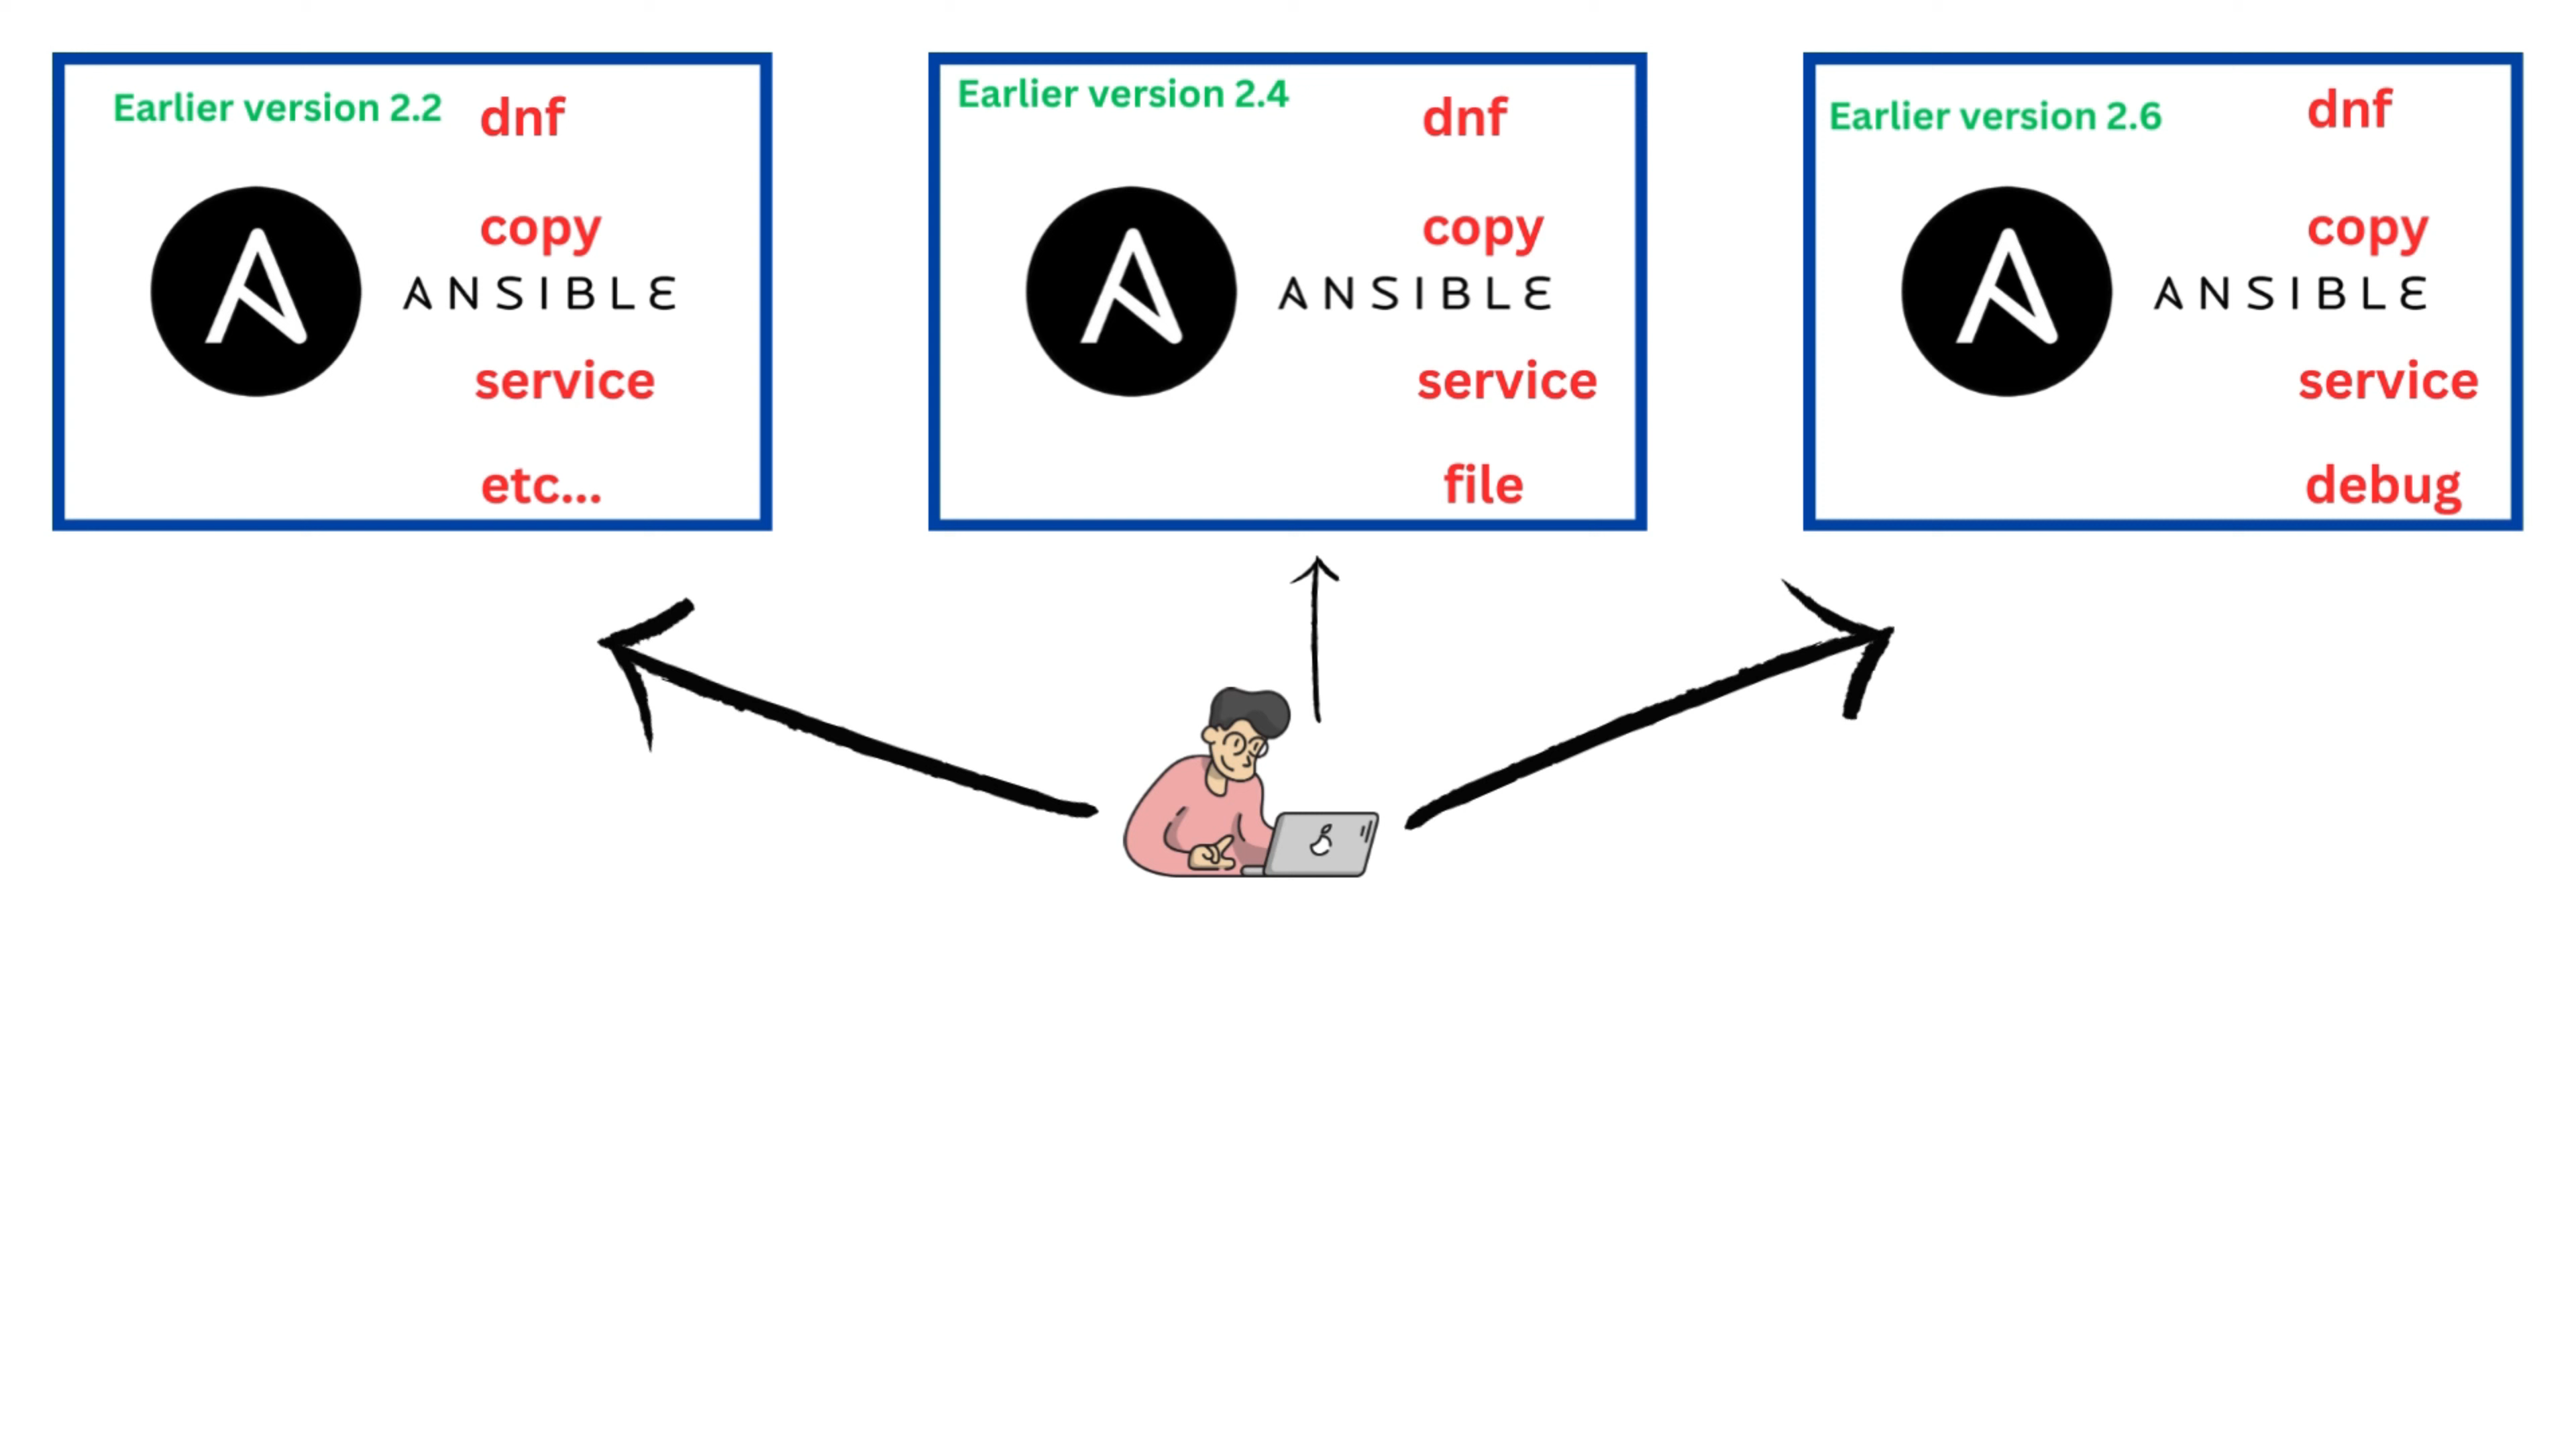 Earlier version 2.2
dnf
copy
ANSIBLE
service
etc...
Earlier version 2.4
dnf
copy
ANSIBLE
service
file
Earlier version 2.6
dnf
copy
ANSIBLE
service
debug